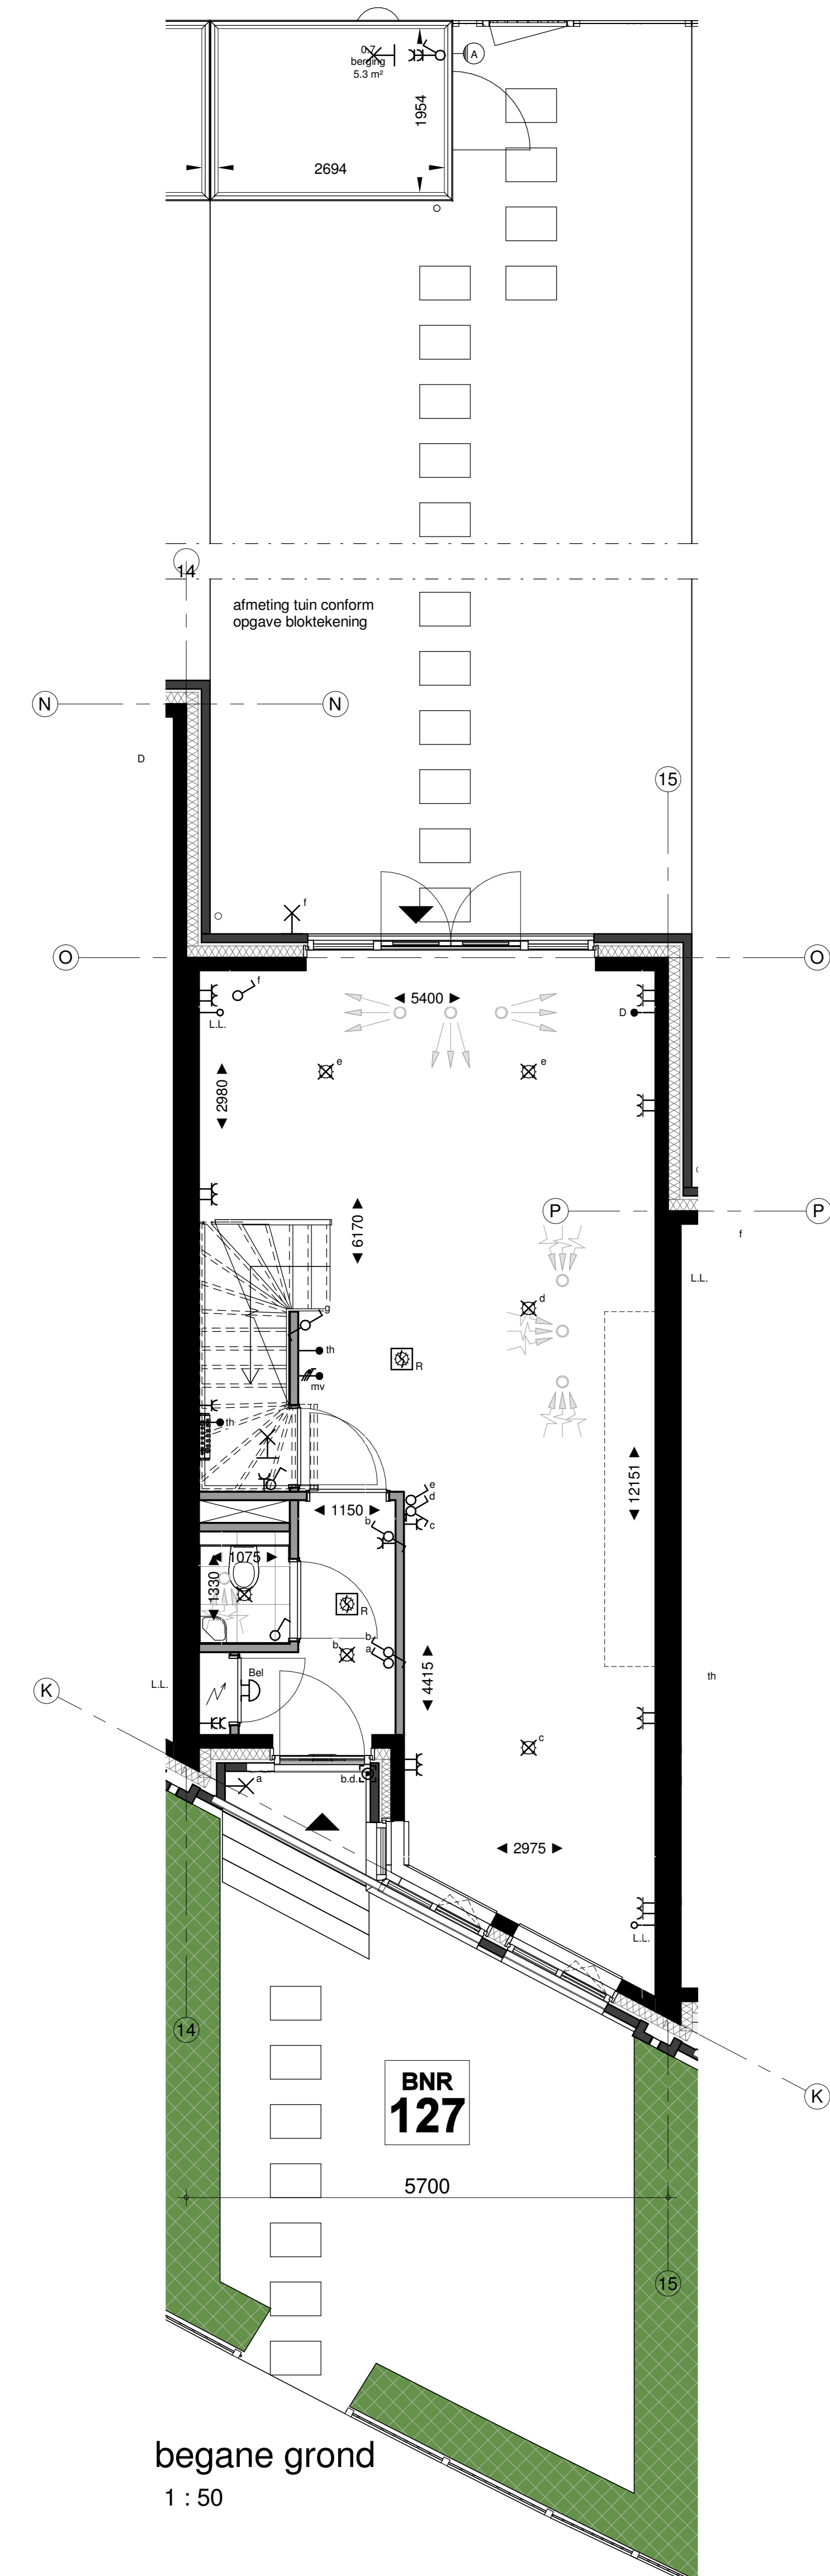 0.7
berging
5.3 m²
A
1954
2694
14
afmeting tuin conform
opgave bloktekening
N
N
D
15
f
O
O
f
5400
L.L.
D
e
e
2980
P
P
6170
f
L.L.
d
g
th
R
mv
th
12151
e
d
1150
b
c
1075
1330
R
b
b
a
4415
K
Bel
L.L.
th
c
a
b.d.
2975
L.L.
14
BNR
127
K
5700
15
begane grond
1 : 50